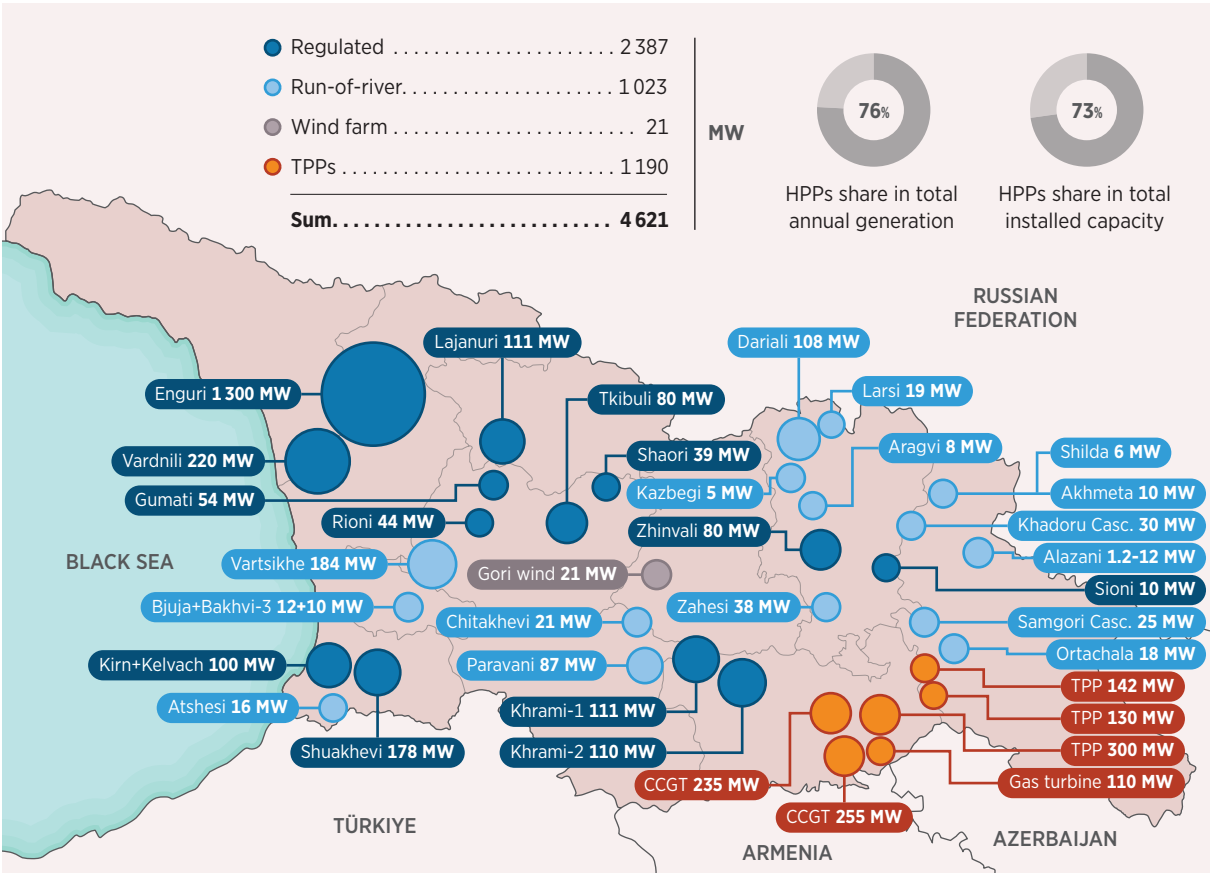 Regulated . . . . . . . . . . . . . . . . . . . . . . 2 387
Run-of-river. . . . . . . . . . . . . . . . . . . . . 1 023
Wind farm . . . . . . . . . . . . . . . . . . . . . . . . . 21
TPPs . . . . . . . . . . . . . . . . . . . . . . . . . . . . 1 190
Sum. . . . . . . . . . . . . . . . . . . . . . . . . . 4 621
MW
76%
HPPs share in total
annual generation
73%
HPPs share in total
installed capacity
RUSSIAN
FEDERATION
Lajanuri 111 MW
Dariali 108 MW
Enguri 1 300 MW
Tkibuli 80 MW
Larsi 19 MW
Vardnili 220 MW
Shaori 39 MW
Aragvi 8 MW
Shilda 6 MW
Gumati 54 MW
Kazbegi 5 MW
Akhmeta 10 MW
Rioni 44 MW
Zhinvali 80 MW
Khadoru Casc. 30 MW
BLACK SEA
Vartsikhe 184 MW
Gori wind 21 MW
Alazani 1.2-12 MW
Sioni 10 MW
Bjuja+Bakhvi-3 12+10 MW
Chitakhevi 21 MW
Zahesi 38 MW
Samgori Casc. 25 MW
Kirn+Kelvach 100 MW
Paravani 87 MW
Ortachala 18 MW
TPP 142 MW
Atshesi 16 MW
Khrami-1 111 MW
TPP 130 MW
Shuakhevi 178 MW
Khrami-2 110 MW
TPP 300 MW
CCGT 235 MW
Gas turbine 110 MW
CCGT 255 MW
TÜRKIYE
ARMENIA
AZERBAIJAN